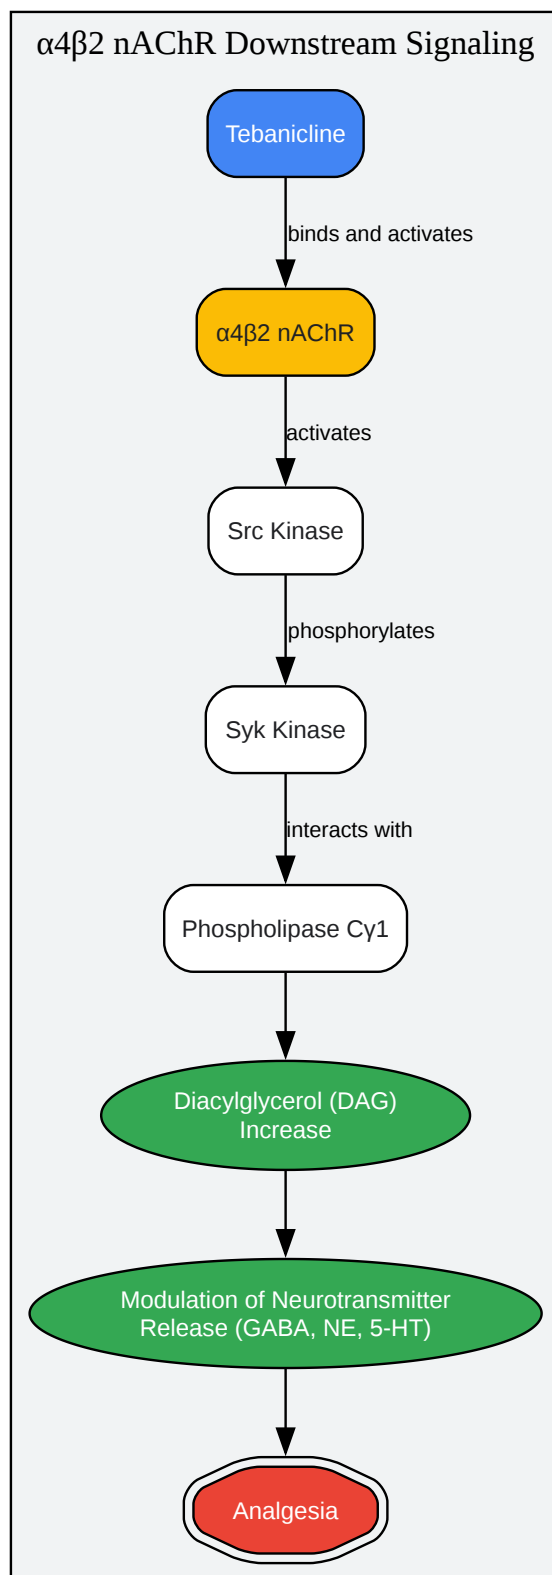 α4β2 nAChR Downstream Signaling
Tebanicline
binds and activates
α4β2 nAChR
activates
Src Kinase
phosphorylates
Syk Kinase
interacts with
Phospholipase Cγ1
Diacylglycerol (DAG)
Increase
Modulation of Neurotransmitter
Release (GABA, NE, 5-HT)
Analgesia